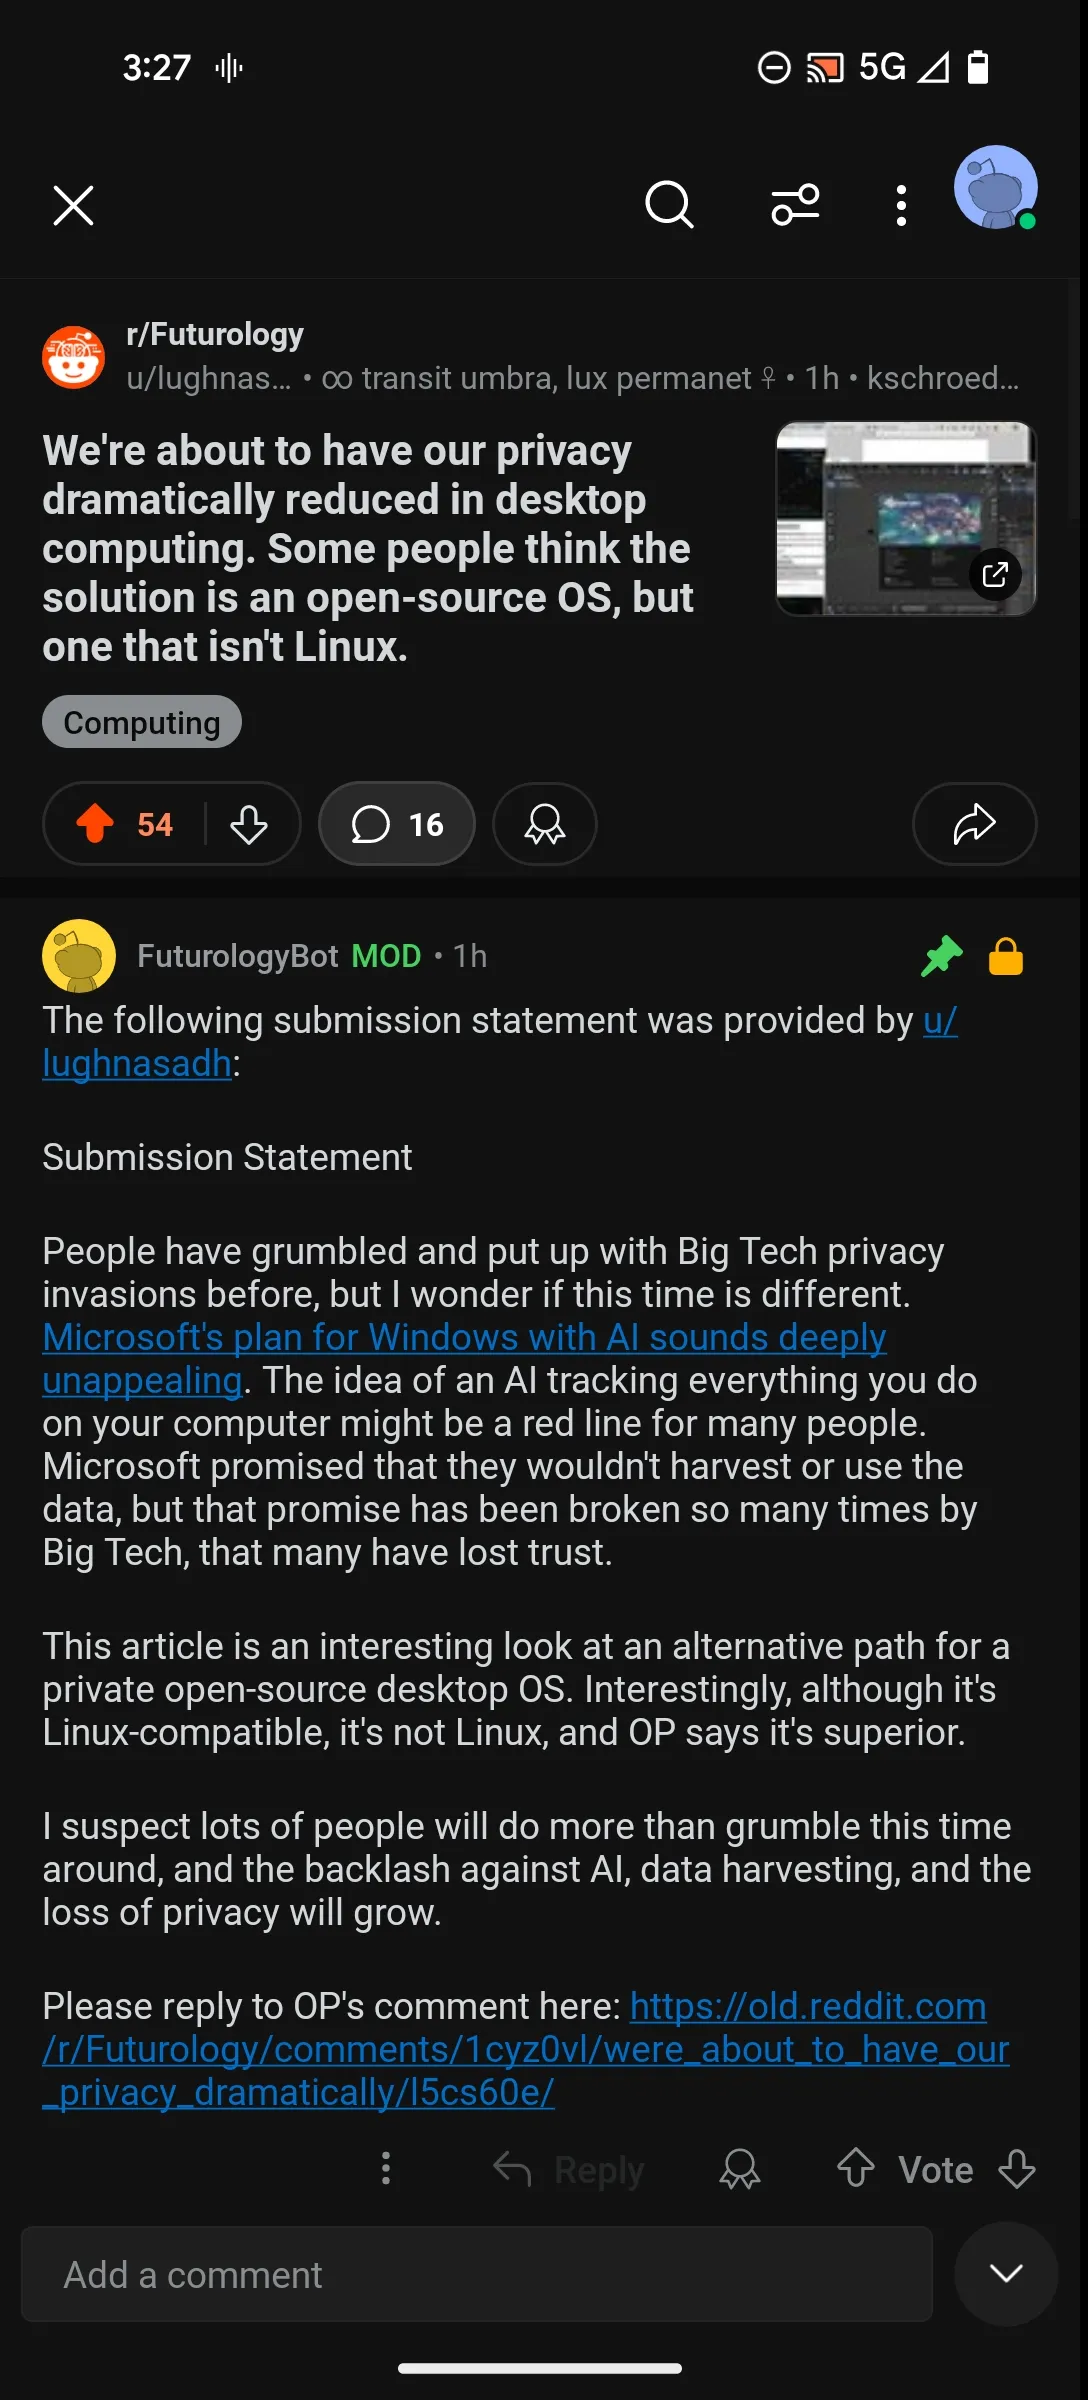 3:27
5G
r/Futurology
u/lughnas... • ꝏ transit umbra, lux permanet ♀ • 1h • kschroed...
We're about to have our privacy
dramatically reduced in desktop
computing. Some people think the
solution is an open-source OS, but
one that isn't Linux.
Computing
54
16
FuturologyBot MOD • 1h
The following submission statement was provided by u/
lughnasadh:
Submission Statement
People have grumbled and put up with Big Tech privacy
invasions before, but I wonder if this time is different.
Microsoft's plan for Windows with AI sounds deeply
unappealing. The idea of an AI tracking everything you do
on your computer might be a red line for many people.
Microsoft promised that they wouldn't harvest or use the
data, but that promise has been broken so many times by
Big Tech, that many have lost trust.
This article is an interesting look at an alternative path for a
private open-source desktop OS. Interestingly, although it's
Linux-compatible, it's not Linux, and OP says it's superior.
I suspect lots of people will do more than grumble this time
around, and the backlash against AI, data harvesting, and the
loss of privacy will grow.
Please reply to OP's comment here: https://old.reddit.com
/r/Futurology/comments/1cyz0vl/were_about_to_have_our
_privacy_dramatically/l5cs60e/
Reply
Vote
Add a comment